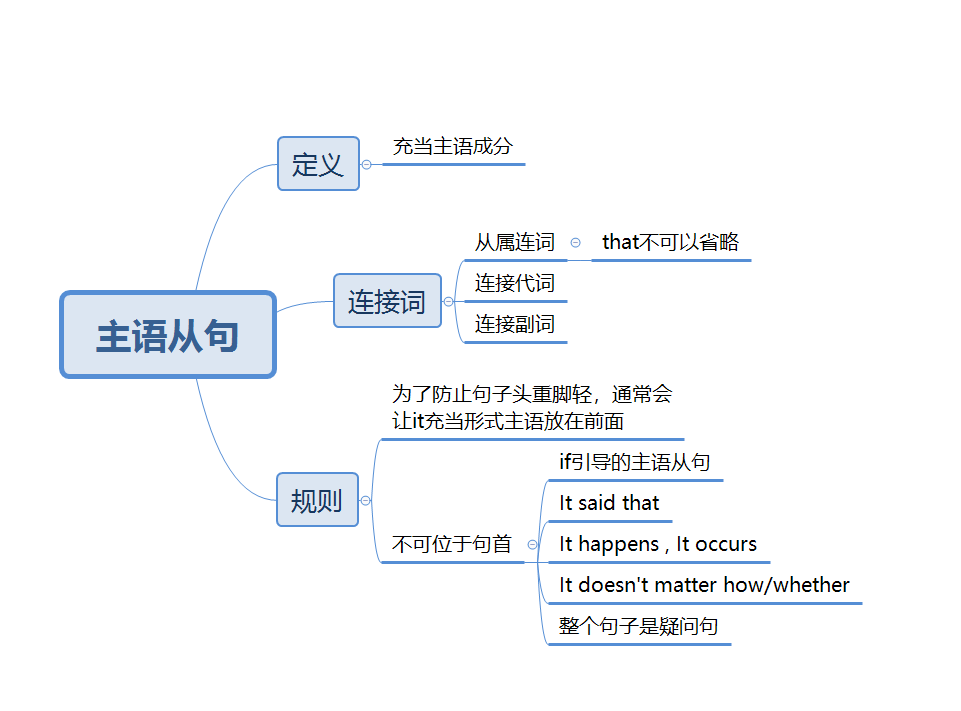 主语从句
定义
充当主语成分
连接词
从属连词
that不可以省略
连接代词
连接副词
规则
为了防止句子头重脚轻，通常会
让it充当形式主语放在前面
不可位于句首
if引导的主语从句
It said that
It happens , It occurs
It doesn't matter how/whether
整个句子是疑问句